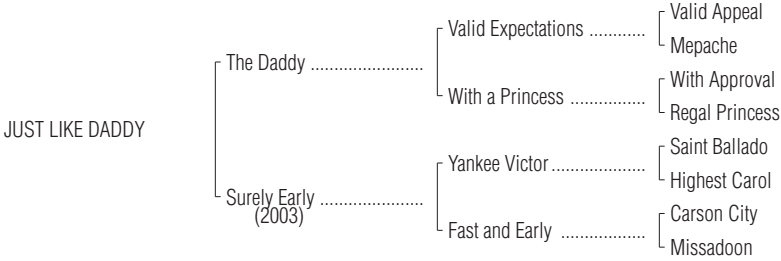 Valid Appeal
Valid Expectations ............
Mepache
The Daddy ........................
With Approval
With a Princess ................
Regal Princess
JUST LIKE DADDY
Saint Ballado
Yankee Victor....................
Highest Carol
Surely Early ......................
(2003)
Carson City
Fast and Early ..................
Missadoon